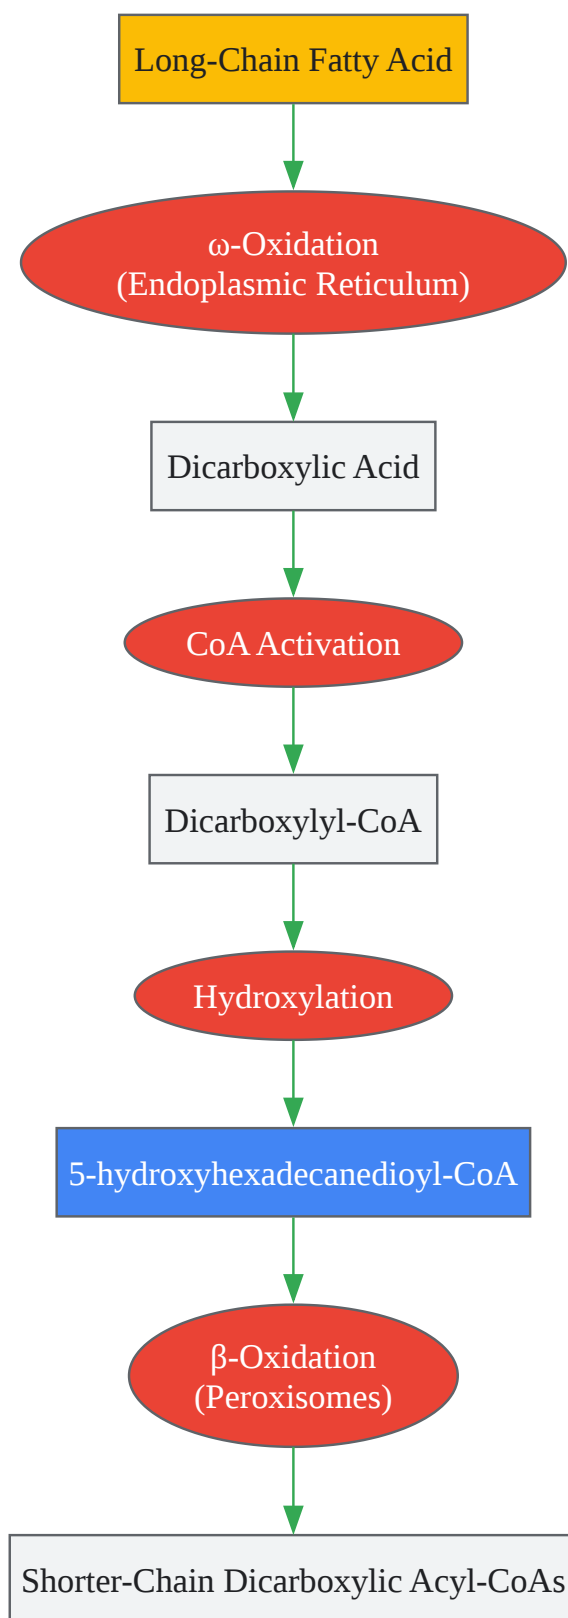 Long-Chain Fatty Acid
ω-Oxidation
(Endoplasmic Reticulum)
Dicarboxylic Acid
CoA Activation
Dicarboxylyl-CoA
Hydroxylation
5-hydroxyhexadecanedioyl-CoA
β-Oxidation
(Peroxisomes)
Shorter-Chain Dicarboxylic Acyl-CoAs